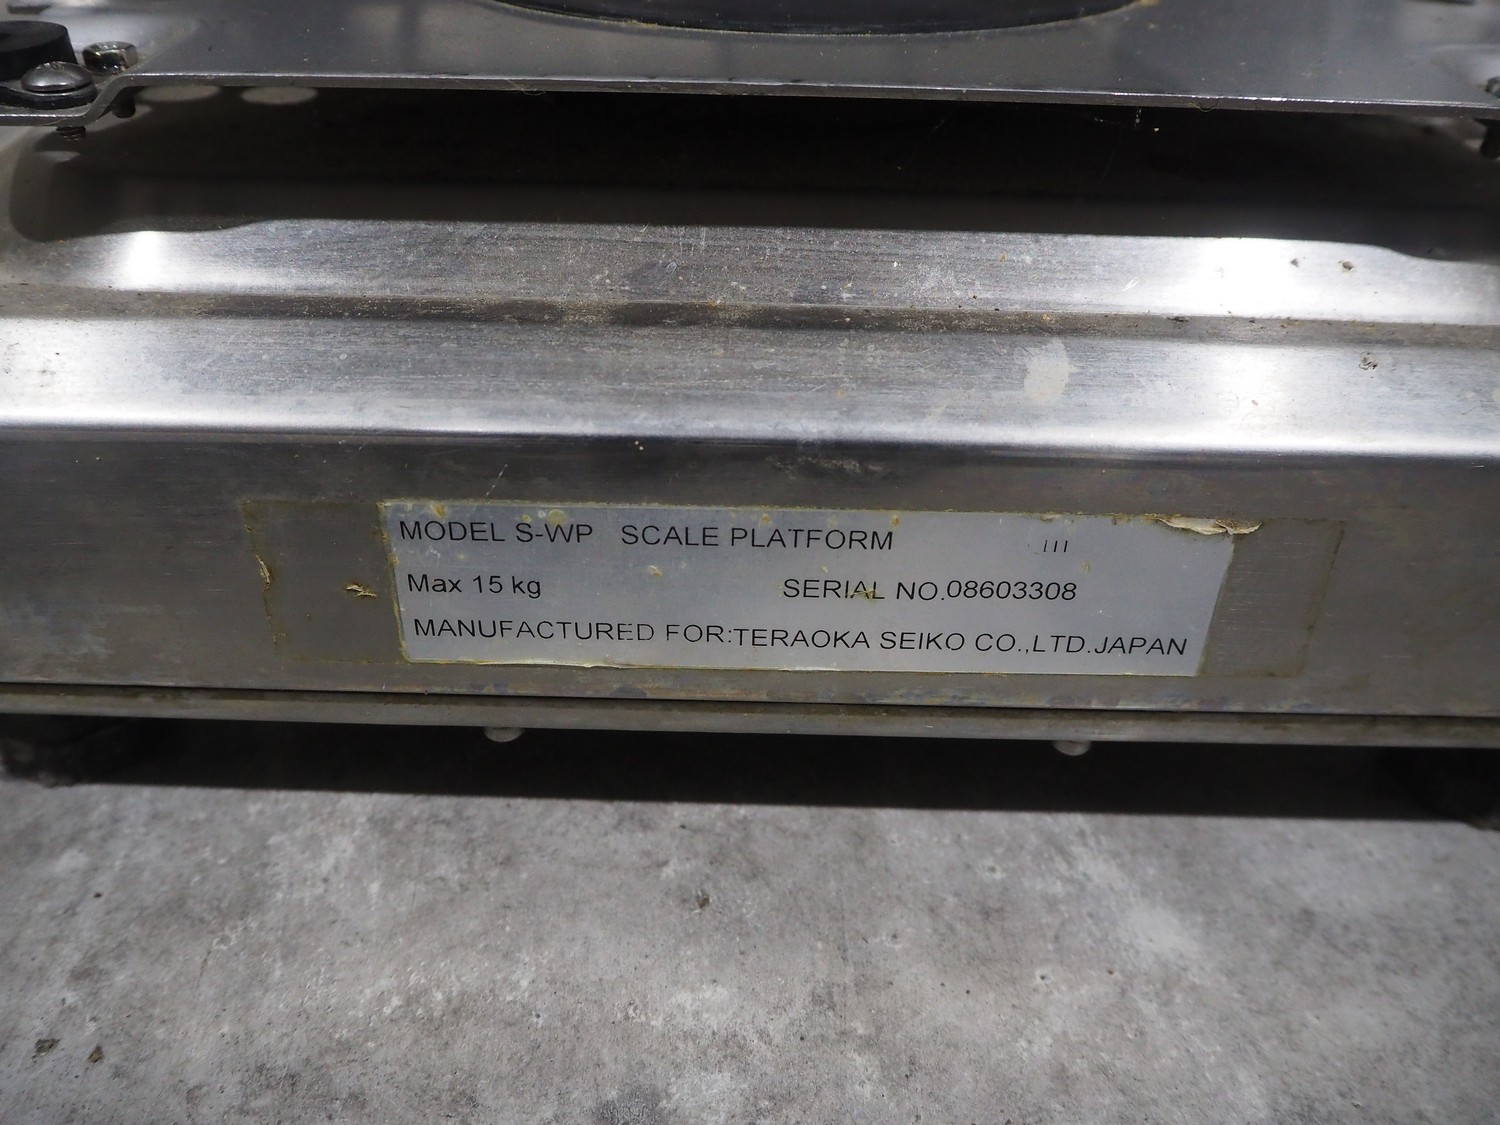 MODEL S-WP SCALE PLATFORM III
Max 15 kg SERIAL NO.08603308
MANUFACTURED FOR:TERAOKA SEIKO CO.,LTD.JAPAN